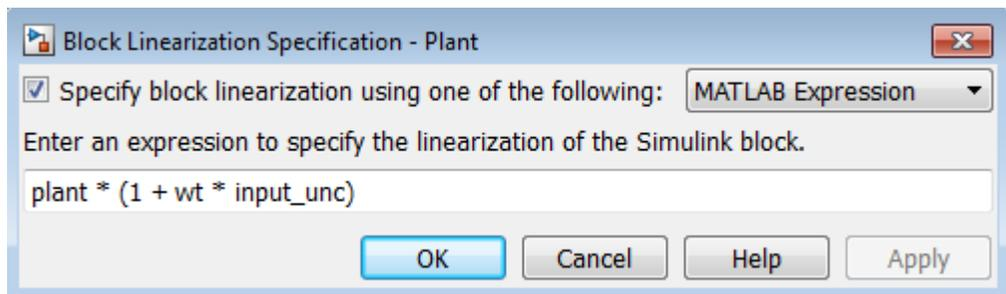 Block Linearization Specification - Plant
Specify block linearization using one of the following: MATLAB Expression
Enter an expression to specify the linearization of the Simulink block.
plant * (1 + wt * input_unc)
OK Cancel Help Apply